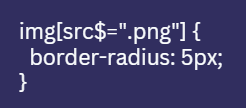 img[src$=".png"] {
  border-radius: 5px;
}